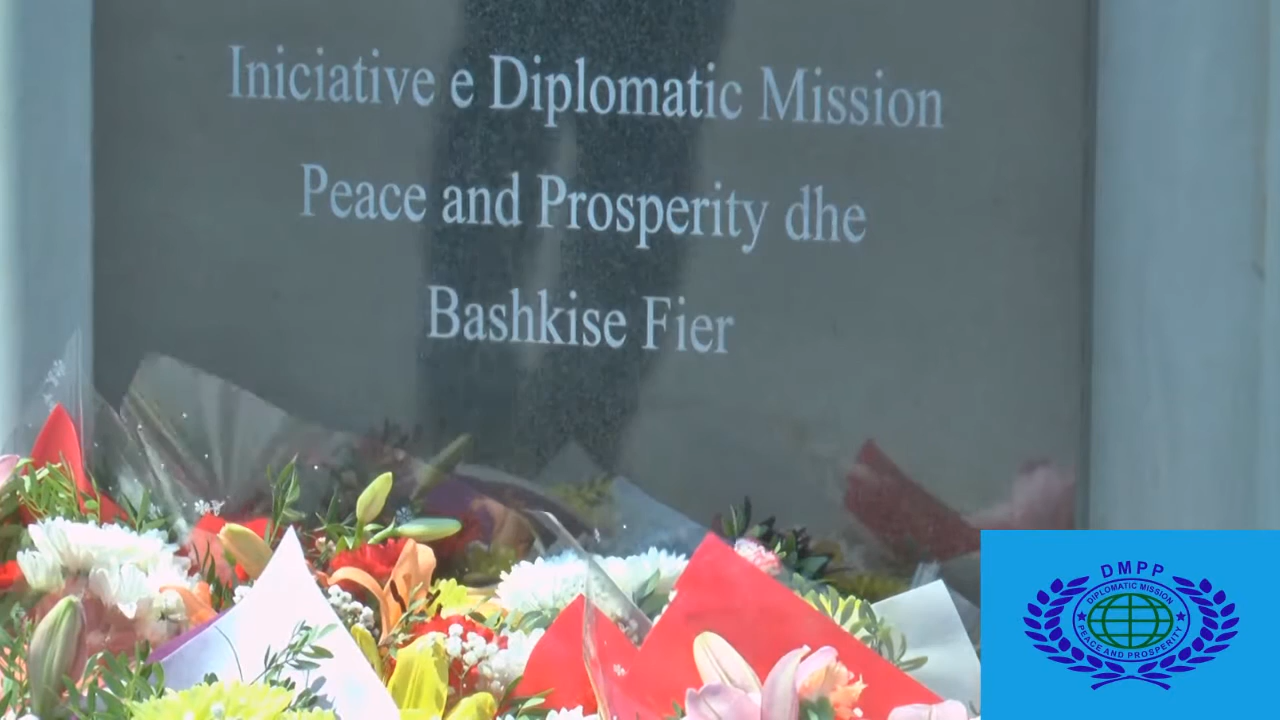 Iniciative e Diplomatic Mission
Peace and Prosperity dhe
Bashkise Fier
DMPP
DIPLOMATIC MISSION
PEACE AND PROSPERITY